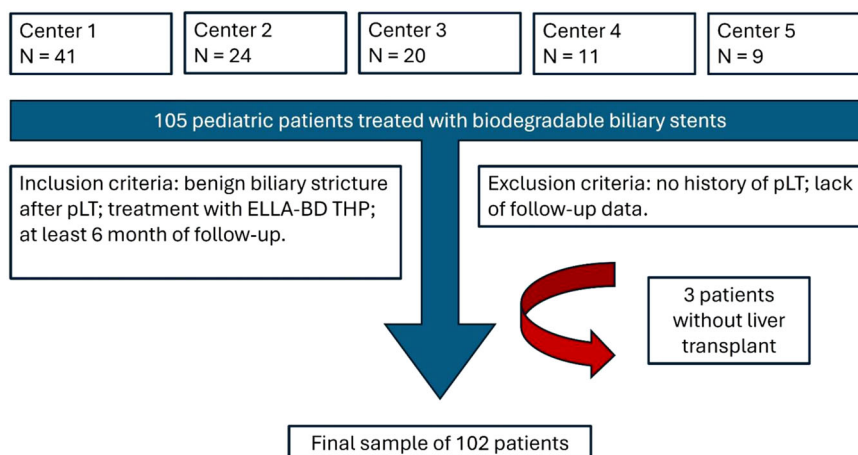 Center 1
N = 41
Center 2
N = 24
Center 3
N = 20
Center 4
N = 11
Center 5
N = 9
105 pediatric patients treated with biodegradable biliary stents
Inclusion criteria: benign biliary stricture
after pLT; treatment with ELLA-BD THP;
at least 6 month of follow-up.
Exclusion criteria: no history of pLT; lack
of follow-up data.
3 patients
without liver
transplant
Final sample of 102 patients